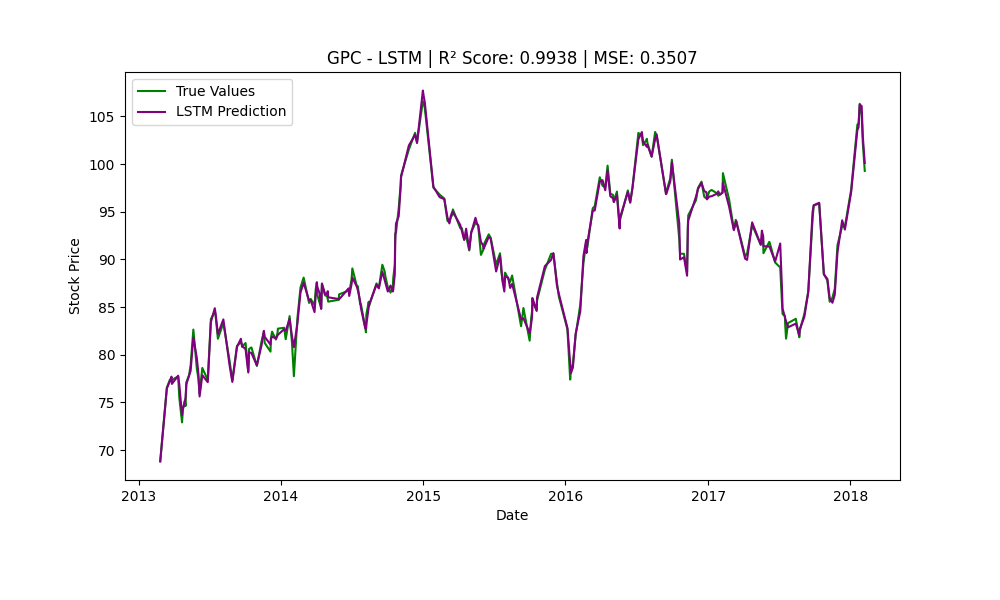 GPC - LSTM | R² Score: 0.9938 | MSE: 0.3507
True Values
LSTM Prediction
105
100
95
90
85
80
75
70
Stock Price
2013 2014 2015 2016 2017 2018
Date